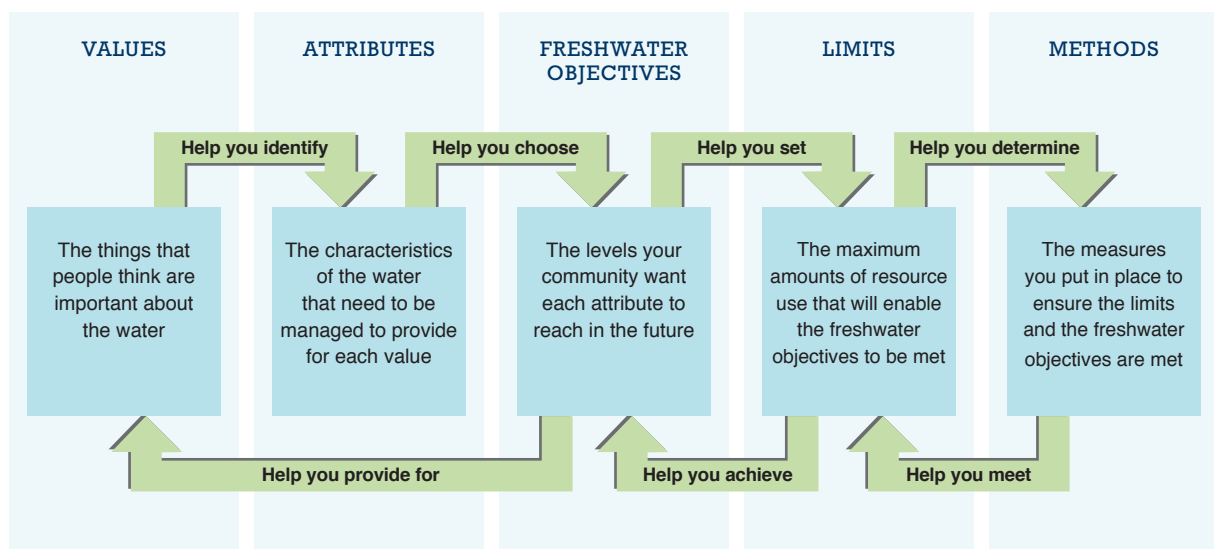 VALUES
ATTRIBUTES
FRESHWATER
OBJECTIVES
LIMITS
METHODS
Help you identify
Help you choose
Help you set
Help you determine
The things that
people think are
important about
the water
The characteristics
of the water
that need to be
managed to provide
for each value
The levels your
community want
each attribute to
reach in the future
The maximum
amounts of resource
use that will enable
the freshwater
objectives to be met
The measures
you put in place to
ensure the limits
and the freshwater
objectives are met
Help you provide for
Help you achieve
Help you meet